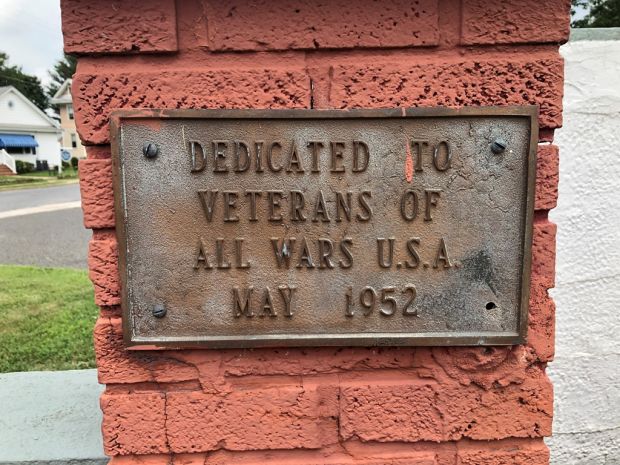 DEDICATED TO
VETERANS OF
ALL WARS U.S.A.
MAY 1952